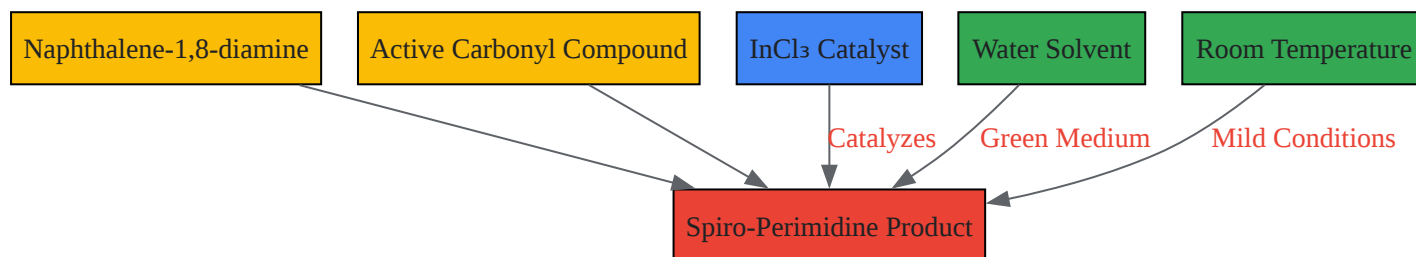 Naphthalene-1,8-diamine
Active Carbonyl Compound
InCl₃ Catalyst
Water Solvent
Room Temperature
Catalyzes
Green Medium
Mild Conditions
Spiro-Perimidine Product